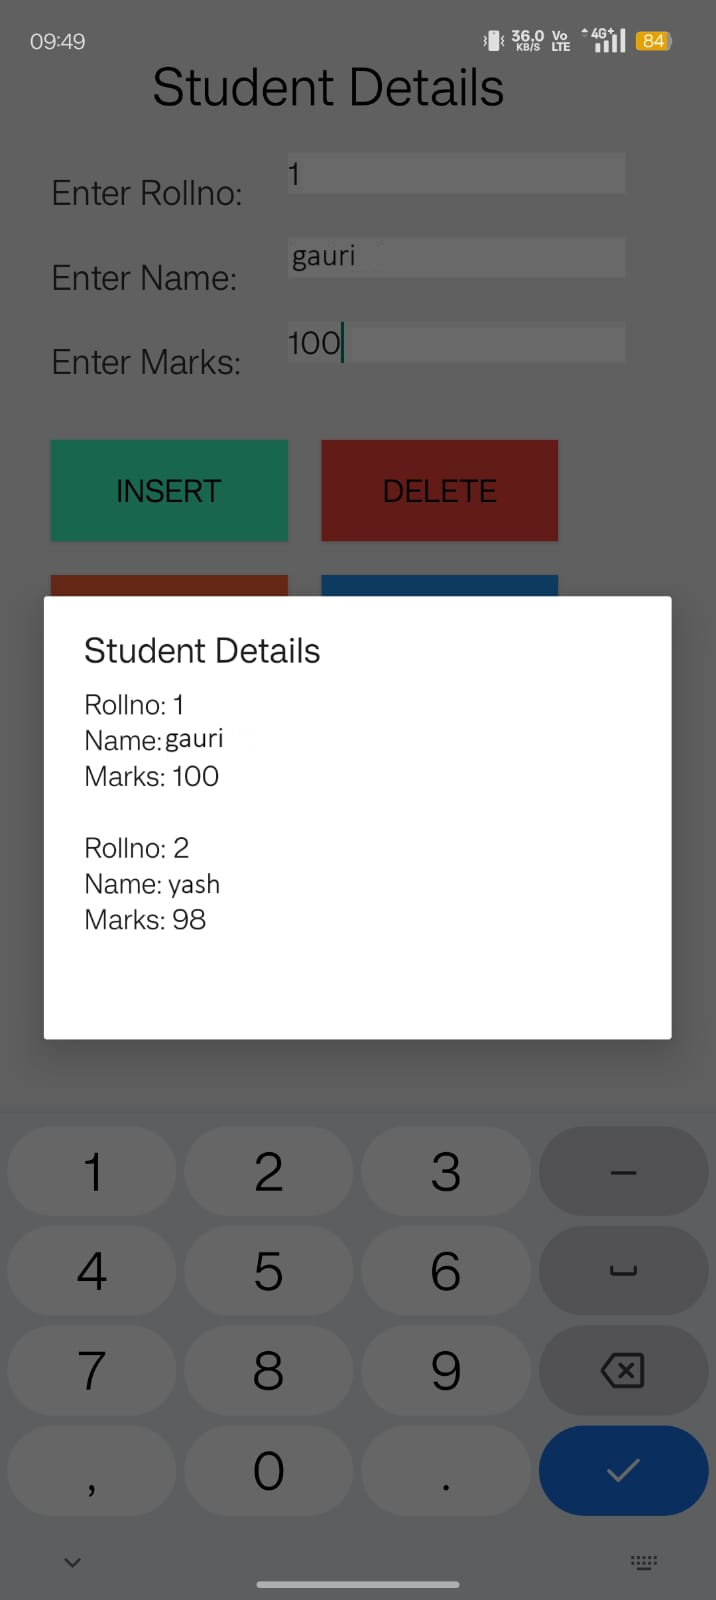 09:49
36.0 KB/S Vo LTE 4G+ 84
Student Details
Enter Rollno: 1
Enter Name: gauri
Enter Marks: 100
INSERT DELETE
Student Details
Rollno: 1
Name:gauri
Marks: 100
Rollno: 2
Name: yash
Marks: 98
1 2 3 –
4 5 6
7 8 9
, 0 .